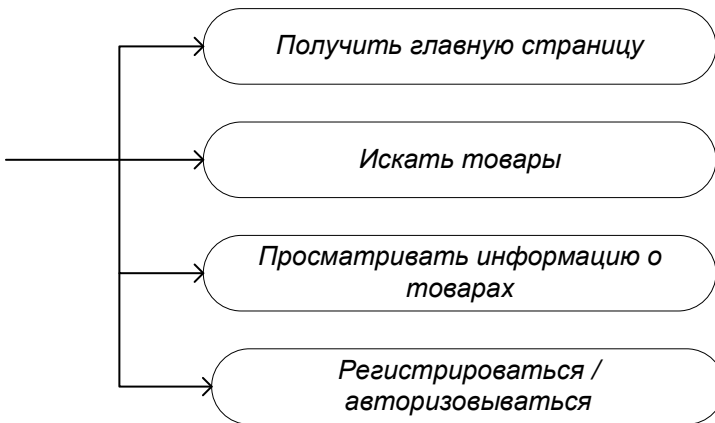 Получить главную страницу
Искать товары
Просматривать информацию о
товарах
Регистрироваться /
авторизовываться